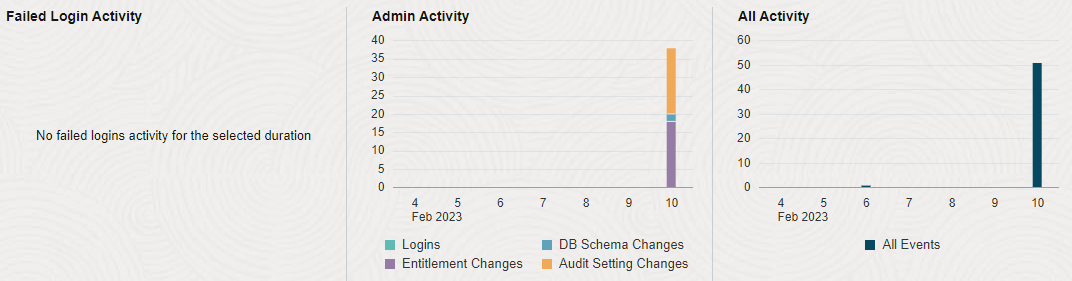 Failed Login Activity
No failed logins activity for the selected duration
Admin Activity
40
35
30
25
20
15
10
5
0
4 5 6 7 8 9 10
Feb 2023
Logins
DB Schema Changes
Entitlement Changes
Audit Setting Changes
All Activity
60
50
40
30
20
10
0
4 5 6 7 8 9 10
Feb 2023
All Events